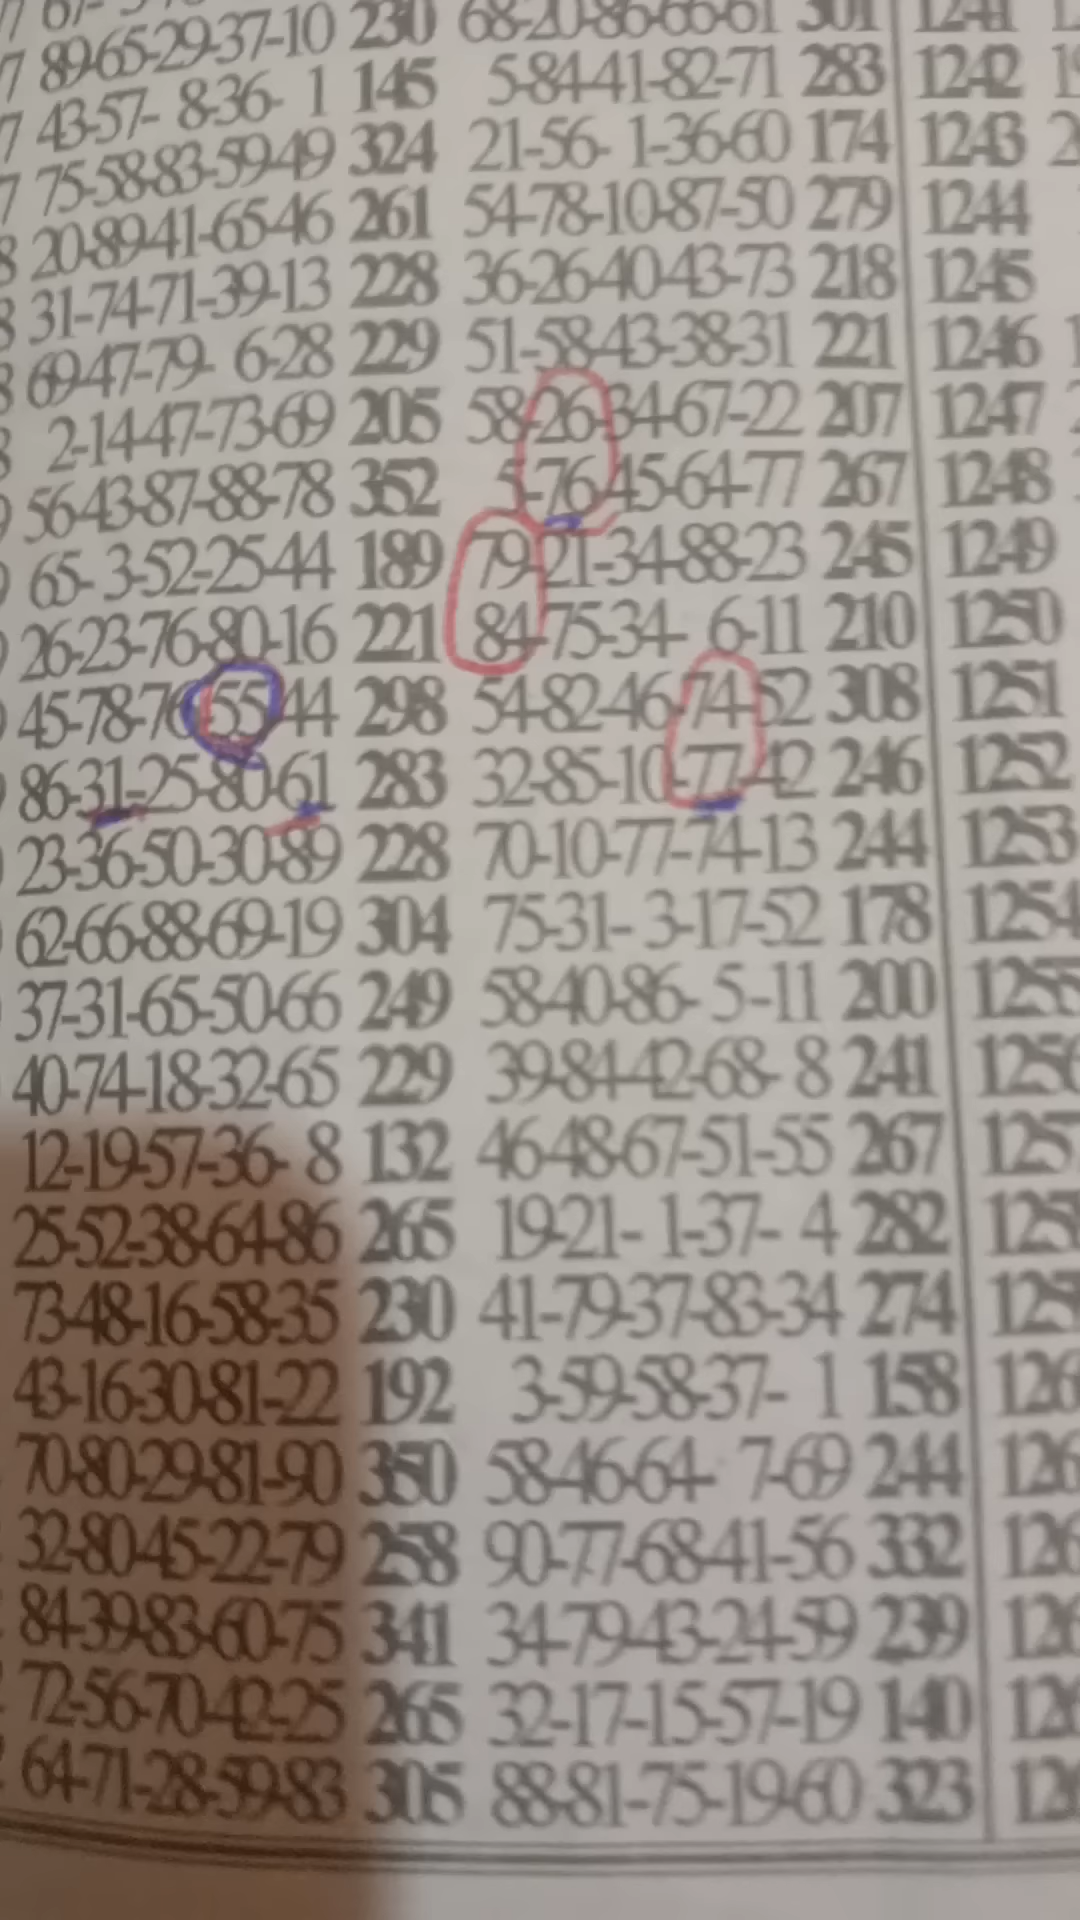 89-65-29-37-10 230 68-20-86-66-61 301 1241
43-57- 8-36- 1 145 5-84-41-82-71 283 1242
75-58-83-59-49 324 21-56- 1-36-60 174 1243
20-89-41-65-46 261 54-78-10-87-50 279 1244
31-74-71-39-13 228 36-26-40-43-73 218 1245
69-47-79- 6-28 229 51-58-43-38-31 221 1246
2-14-47-73-69 205 58-26-34-67-22 207 1247
56-43-87-88-78 352 5-76-45-64-77 267 1248
65- 3-52-25-44 189 79-21-34-88-23 245 1249
26-23-76-80-16 221 84-75-34- 6-11 210 1250
45-78-76-55-44 298 54-82-46-74-52 308 1251
86-31-25-80-61 283 32-85-10-77-42 246 1252
23-36-50-30-89 228 70-10-77-74-13 244 1253
62-66-88-69-19 304 75-31- 3-17-52 178 1254
37-31-65-50-66 249 58-40-86- 5-11 200 1255
40-74-18-32-65 229 39-84-42-68- 8 241 1256
12-19-57-36- 8 132 46-48-67-51-55 267 1257
25-52-38-64-86 265 19-21- 1-37- 4 282 125
73-48-16-58-35 230 41-79-37-83-34 274 125
43-16-30-81-22 192 3-59-58-37- 1 158 126
70-80-29-81-90 350 58-46-64- 7-69 244 126
32-80-45-22-79 258 90-77-68-41-56 332 126
84-39-83-60-75 341 34-79-43-24-59 239 126
72-56-70-42-25 265 32-17-15-57-19 140 126
64-71-28-59-83 305 88-81-75-19-60 323 126